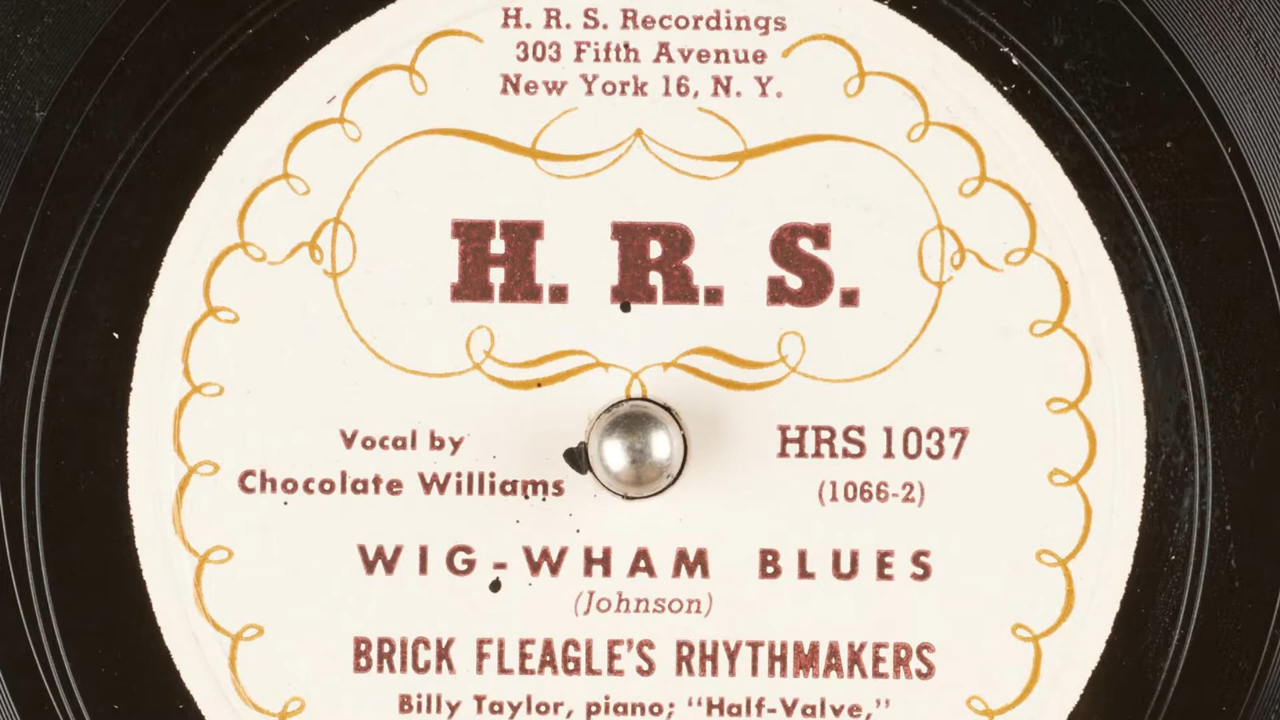 H. R. S. Recordings
303 Fifth Avenue
New York 16, N. Y.
H. R. S.
Vocal by
Chocolate Williams
HRS 1037
(1066-2)
WIG-WHAM BLUES
(Johnson)
BRICK FLEAGLE'S RHYTHMAKERS
Billy Taylor, piano; "Half-Valve,"